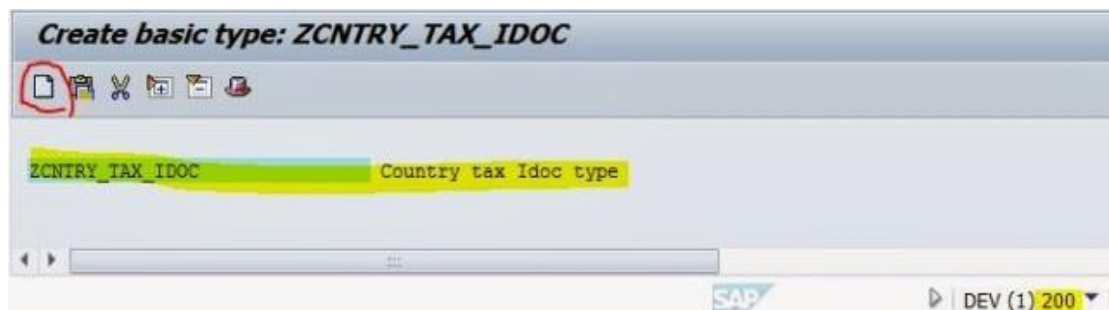 Create basic type: ZCNTRY_TAX_IDOC
ZCNTRY_TAX_IDOC Country tax Idoc type
SAP DEV (1) 200